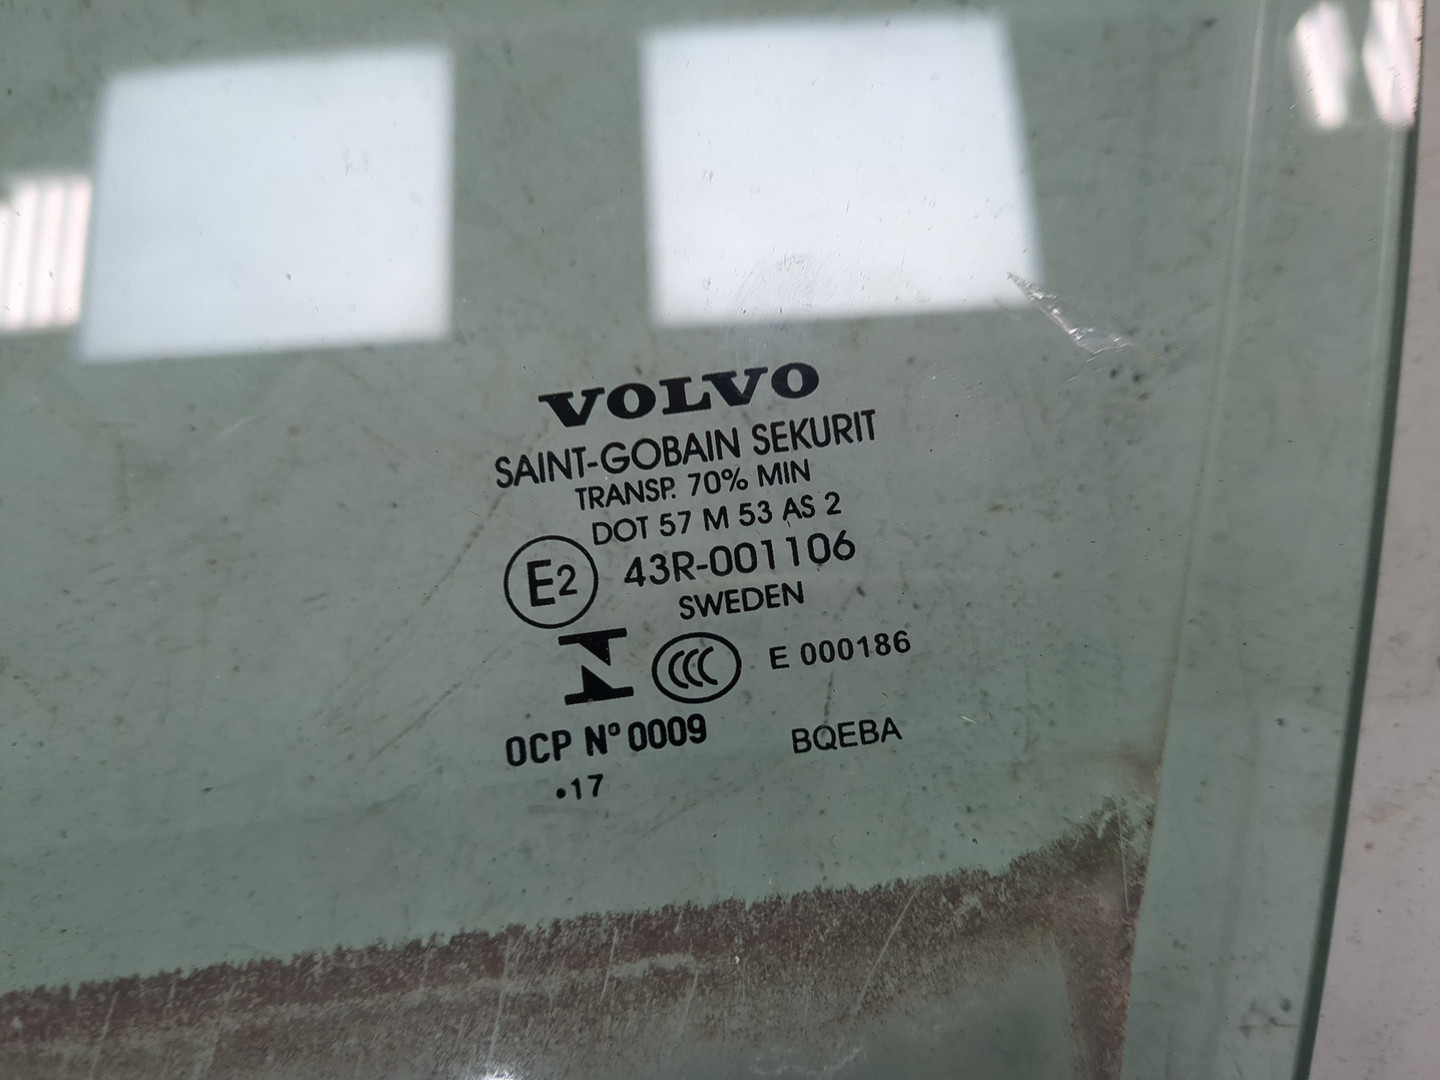 VOLVO
SAINT-GOBAIN SEKURIT
TRANSP. 70% MIN
DOT 57 M 53 AS 2
E2 43R-001106
SWEDEN
CCC E 000186
OCP Nº 0009 BQEBA
•17